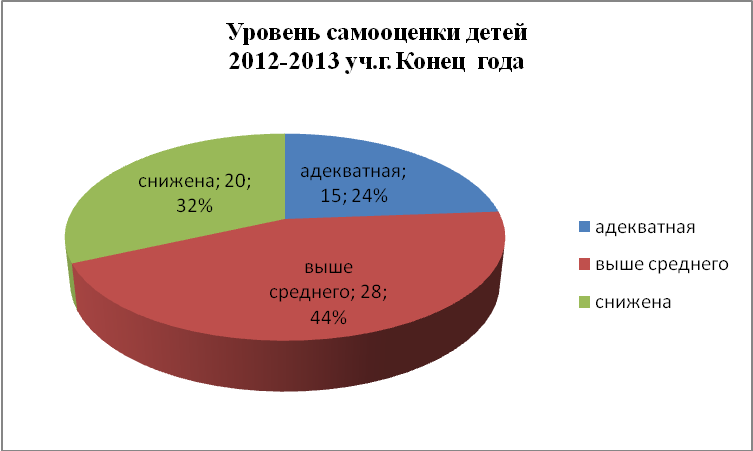 Уровень самооценки детей
2012-2013 уч.г. Конец  года
снижена; 20;
32%
адекватная;
15; 24%
выше
среднего; 28;
44%
адекватная
выше среднего
снижена